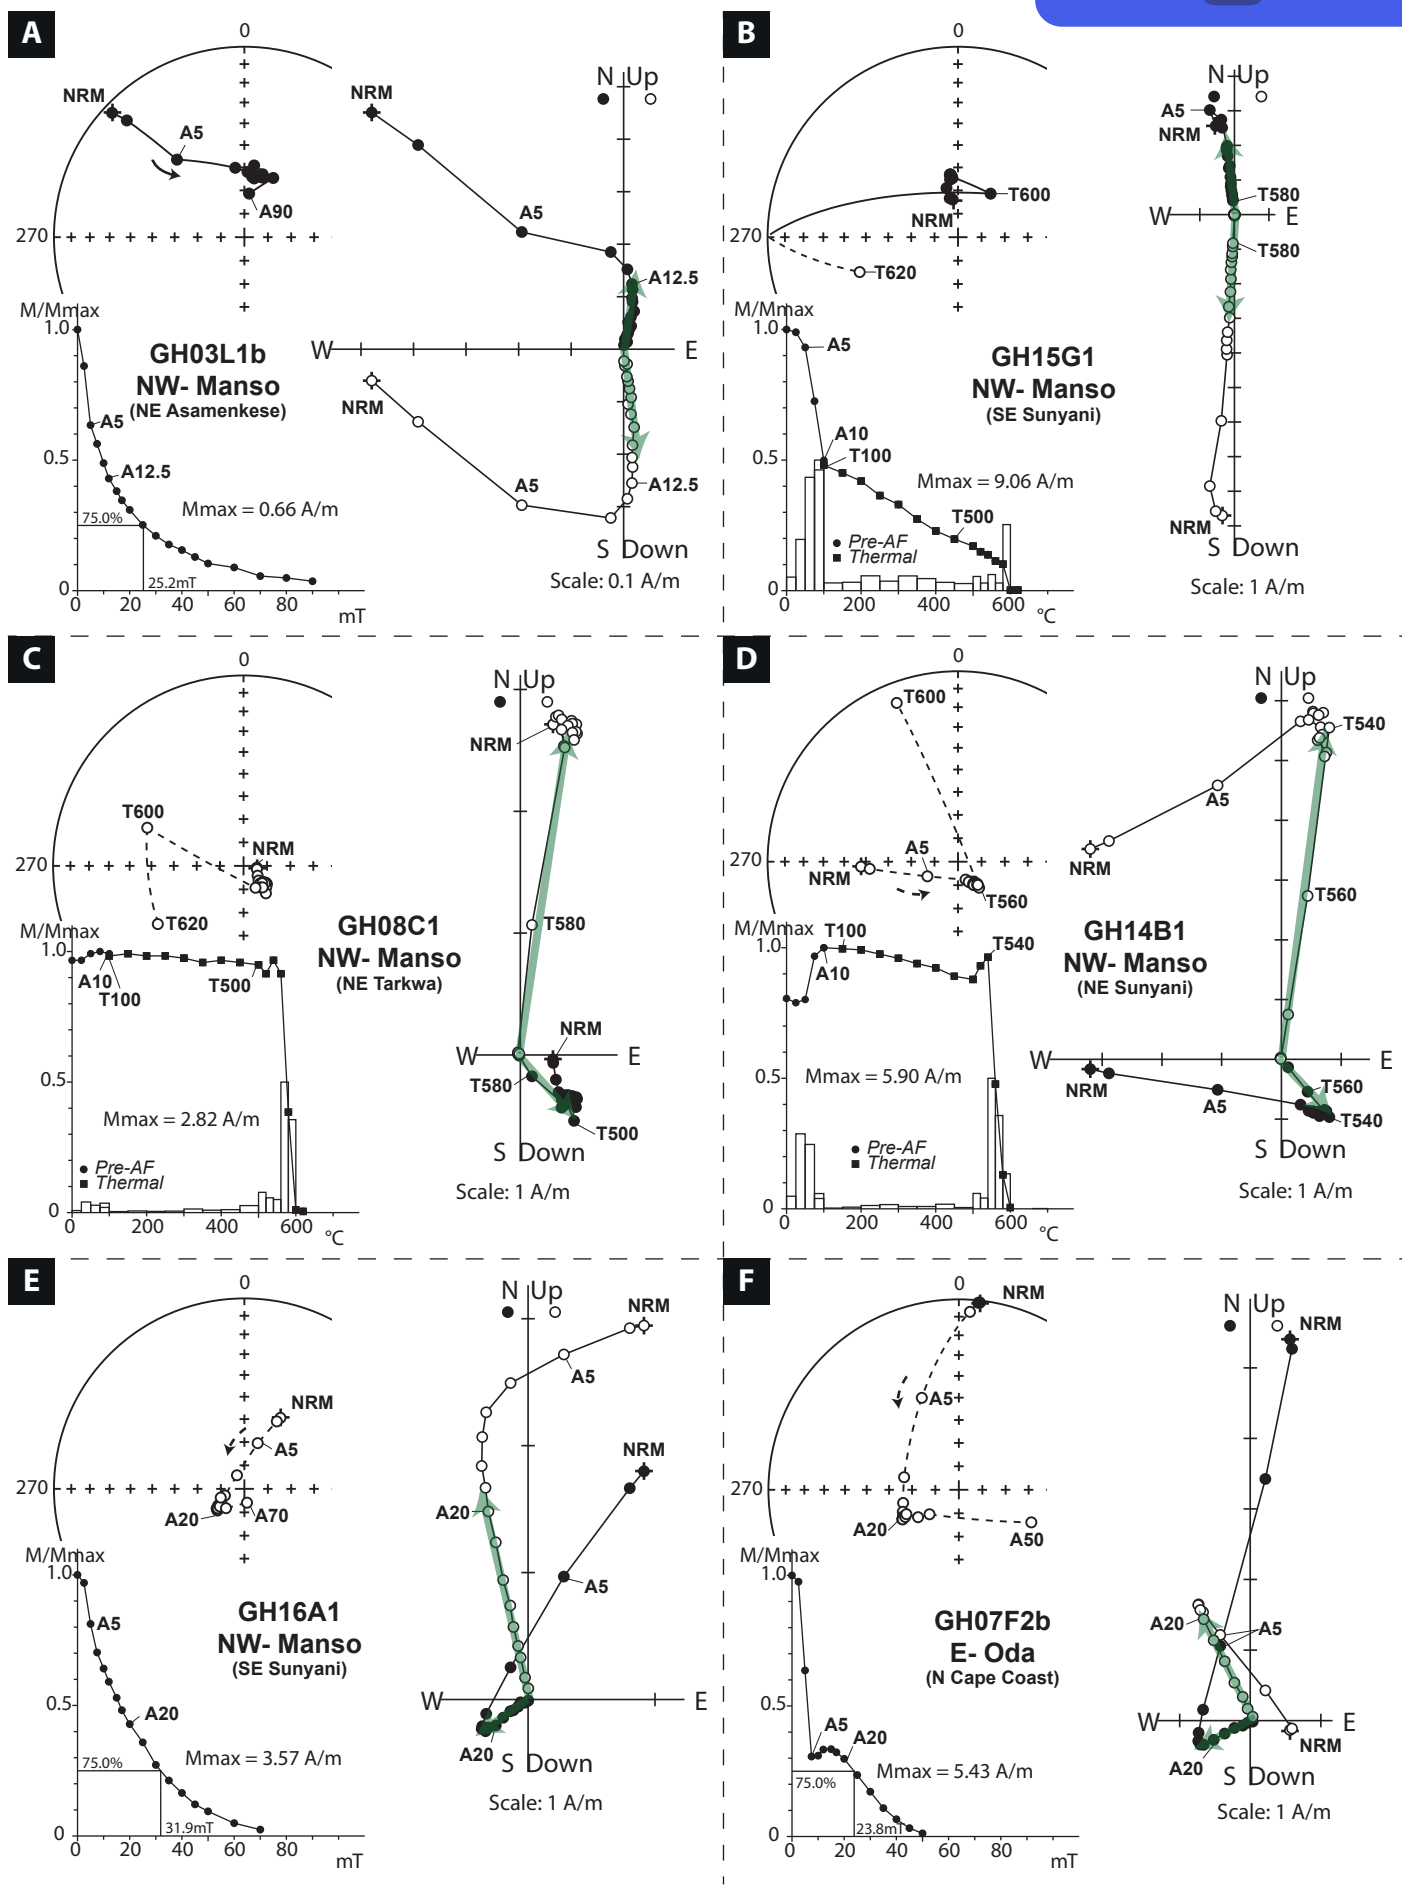 A
0
NRM
A5
A90
270
M/Mmax
1.0
A5
0.5
A12.5
75.0%
25.2mT
0
0 20 40 60 80
mT
Mmax = 0.66 A/m
GH03L1b
NW- Manso
(NE Asamenkese)
N Up
NRM
A5
A12.5
W E
NRM
A5
A12.5
S Down
Scale: 0.1 A/m
B
0
T600
NRM
270
T620
M/Mmax
1.0
A5
A10
T100
0.5
T500
Mmax = 9.06 A/m
Pre-AF
Thermal
0
0 200 400 600
°C
GH15G1
NW- Manso
(SE Sunyani)
N Up
A5
NRM
T580
W E
T580
NRM
S Down
Scale: 1 A/m
C
0
T600
NRM
270
T620
M/Mmax
1.0
A10
T100
T500
0.5
Mmax = 2.82 A/m
Pre-AF
Thermal
0
0 200 400 600
°C
GH08C1
NW- Manso
(NE Tarkwa)
N Up
NRM
T580
NRM
W E
T580
T500
S Down
Scale: 1 A/m
D
0
T600
270
A5
NRM
T560
M/Mmax
1.0
T100
A10
T540
0.5
Mmax = 5.90 A/m
Pre-AF
Thermal
0
0 200 400 600
°C
GH14B1
NW- Manso
(NE Sunyani)
N Up
T540
A5
NRM
T560
W E
NRM
A5
T560
T540
S Down
Scale: 1 A/m
E
0
NRM
A5
270
A20
A70
M/Mmax
1.0
A5
A20
0.5
75.0%
31.9mT
0
0 20 40 60 80
mT
Mmax = 3.57 A/m
GH16A1
NW- Manso
(SE Sunyani)
N Up
NRM
A5
NRM
A20
A5
W E
A20
S Down
Scale: 1 A/m
F
0
NRM
A5
270
A20
A50
M/Mmax
1.0
0.5
A5
A20
75.0%
23.8mT
0
0 20 40 60 80
mT
Mmax = 5.43 A/m
GH07F2b
E- Oda
(N Cape Coast)
N Up
NRM
A20
A5
W E
NRM
A20
S Down
Scale: 1 A/m